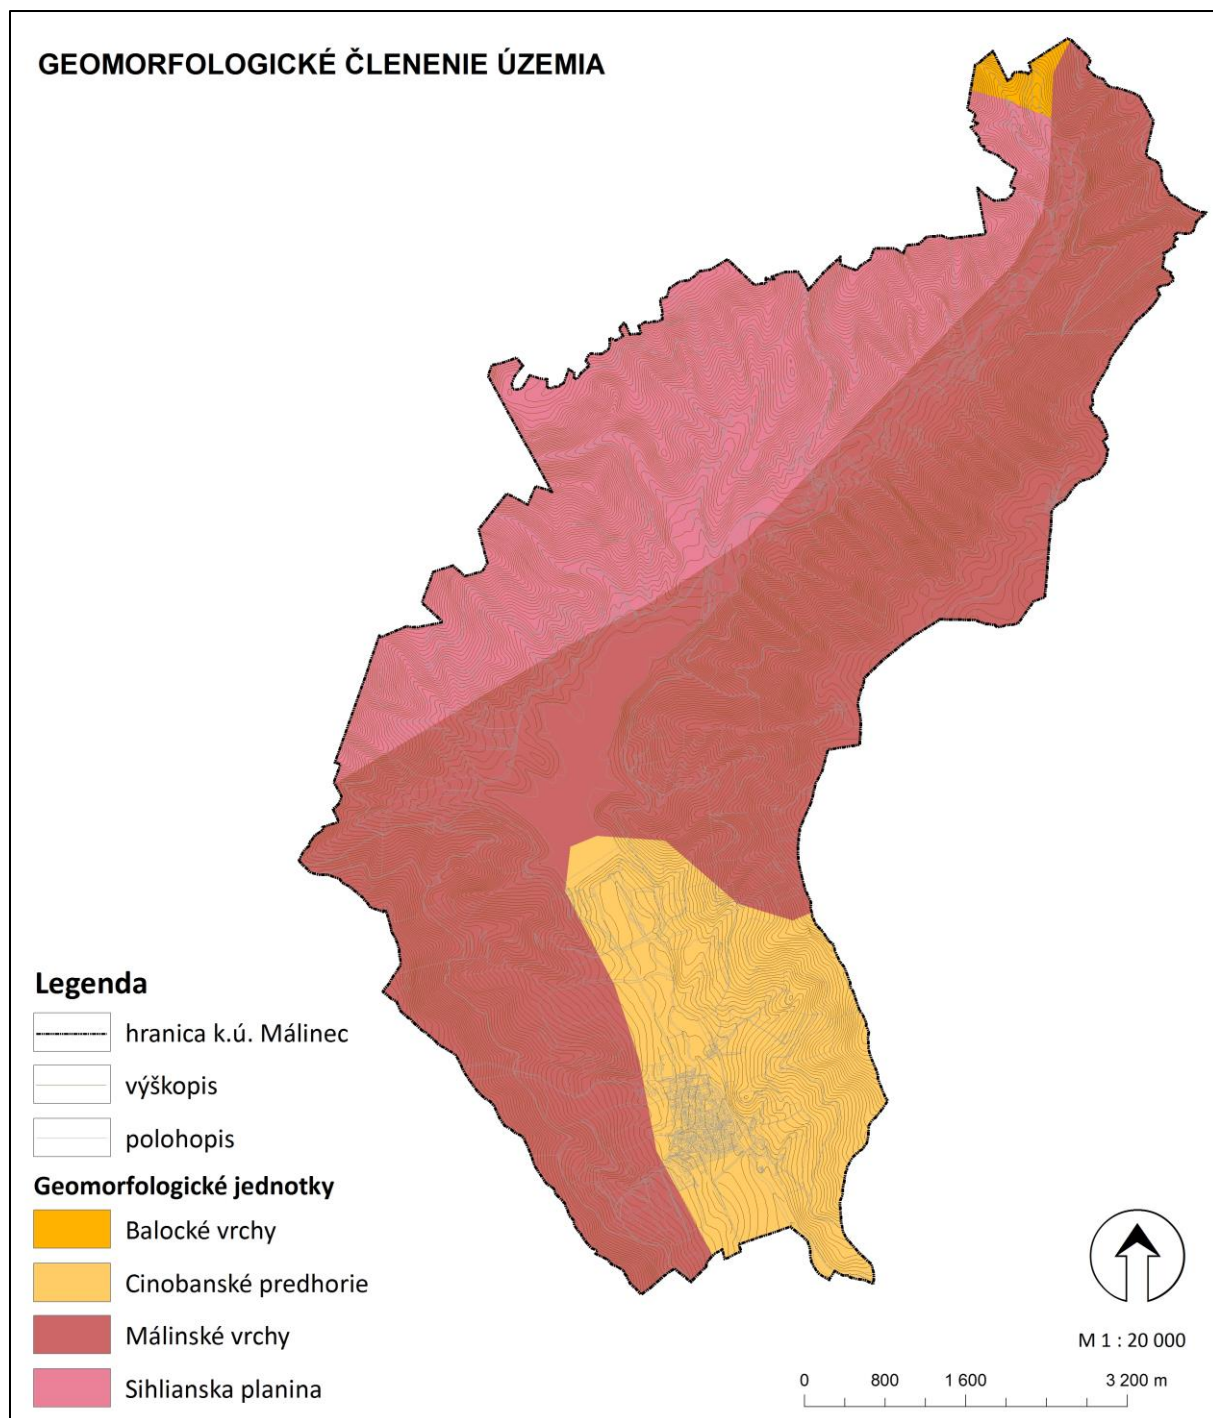 GEOMORFOLOGICKÉ ČLENENIE ÚZEMIA
Legenda
hranica k.ú. Málinec
výškopis
polohopis
Geomorfologické jednotky
Balocké vrchy
Cinobanské predhorie
Málinské vrchy
Sihlianska planina
M 1 : 20 000
0 800 1 600 3 200 m